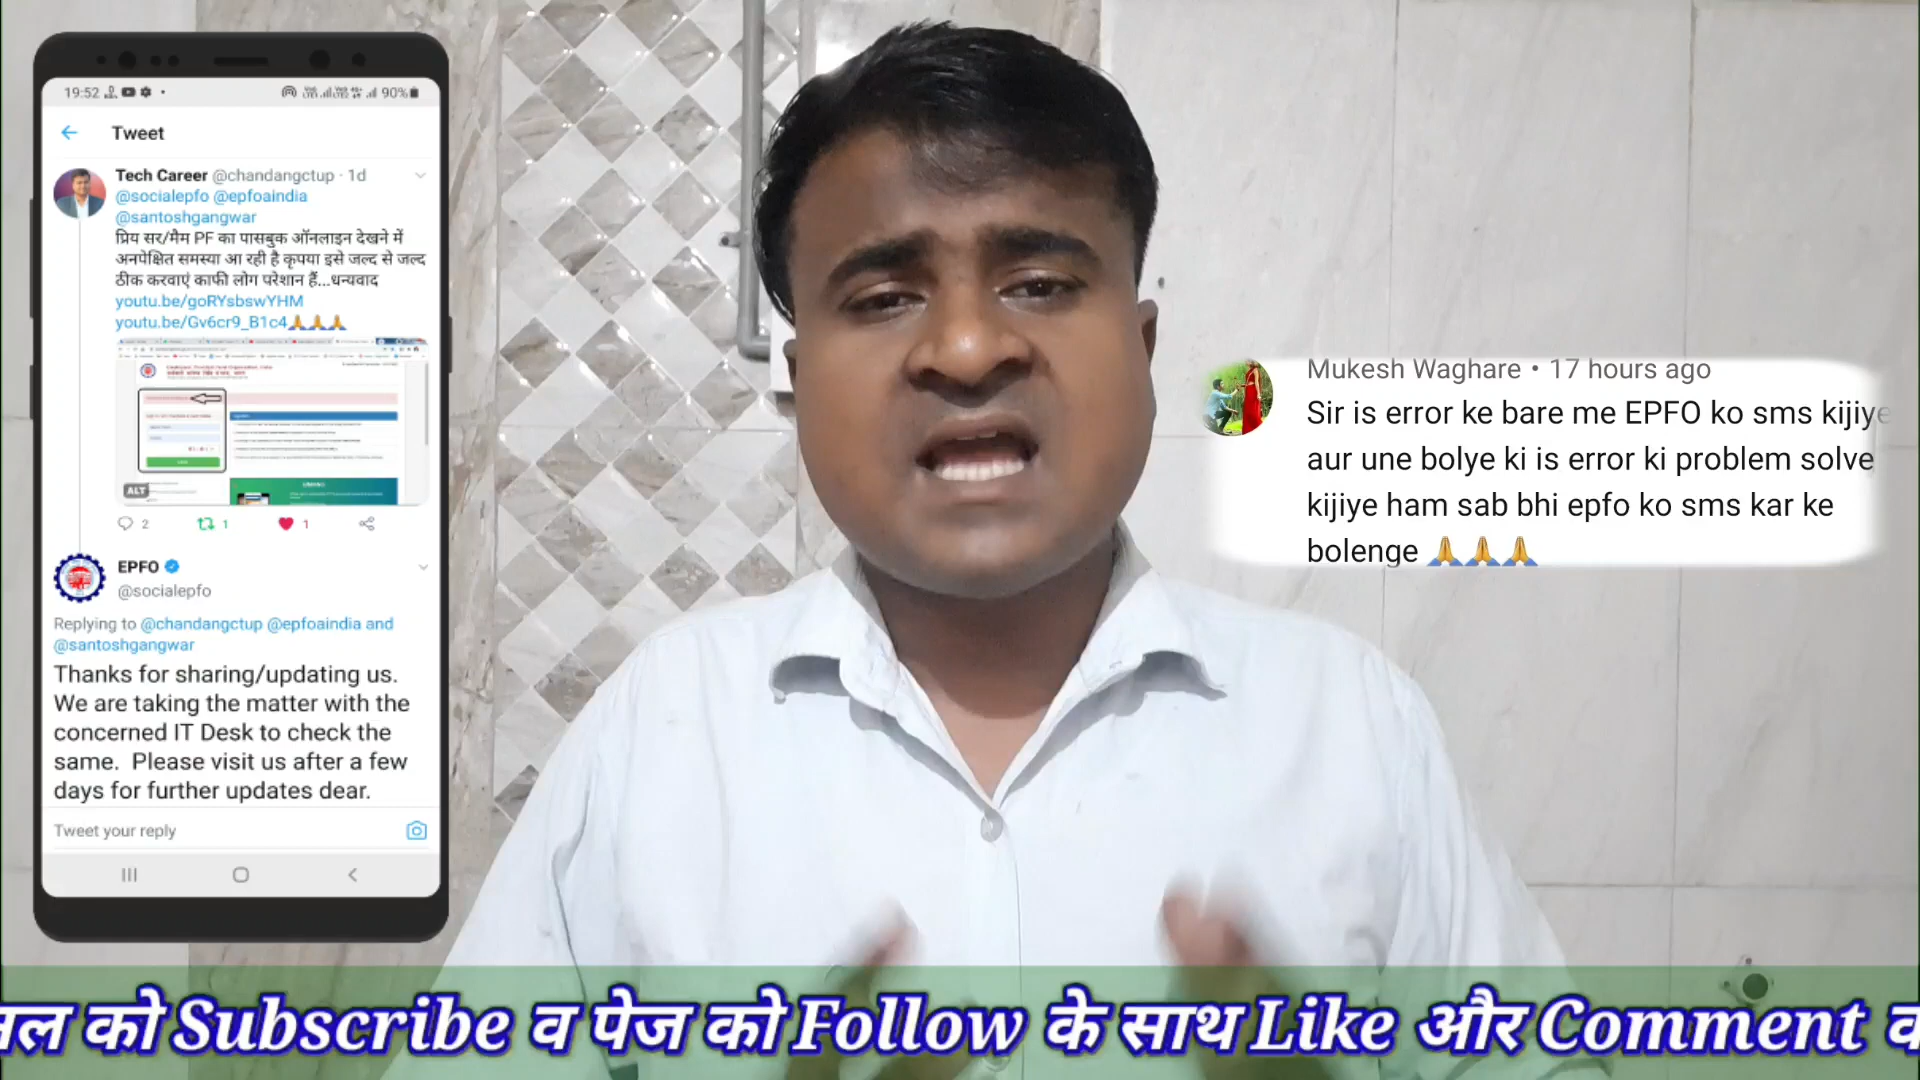 19:52
90%
Tweet
Tech Career @chandangctup · 1d
@socialepfo @epfoaindia
@santoshgangwar
प्रिय सर/मैम PF का पासबुक ऑनलाइन देखने में
अनपेक्षित समस्या आ रही है कृपया इसे जल्द से जल्द
ठीक करवाएं काफी लोग परेशान हैं...धन्यवाद
youtu.be/goRYsbswYHM
youtu.be/Gv6cr9_B1c4🙏🙏🙏
ALT
2 1 1
EPFO
@socialepfo
Replying to @chandangctup @epfoaindia and
@santoshgangwar
Thanks for sharing/updating us.
We are taking the matter with the
concerned IT Desk to check the
same. Please visit us after a few
days for further updates dear.
Tweet your reply
Mukesh Waghare • 17 hours ago
Sir is error ke bare me EPFO ko sms kijiye
aur une bolye ki is error ki problem solve
kijiye ham sab bhi epfo ko sms kar ke
bolenge 🙏🙏🙏
को Subscribe व पेज को Follow के साथ Like और Comment